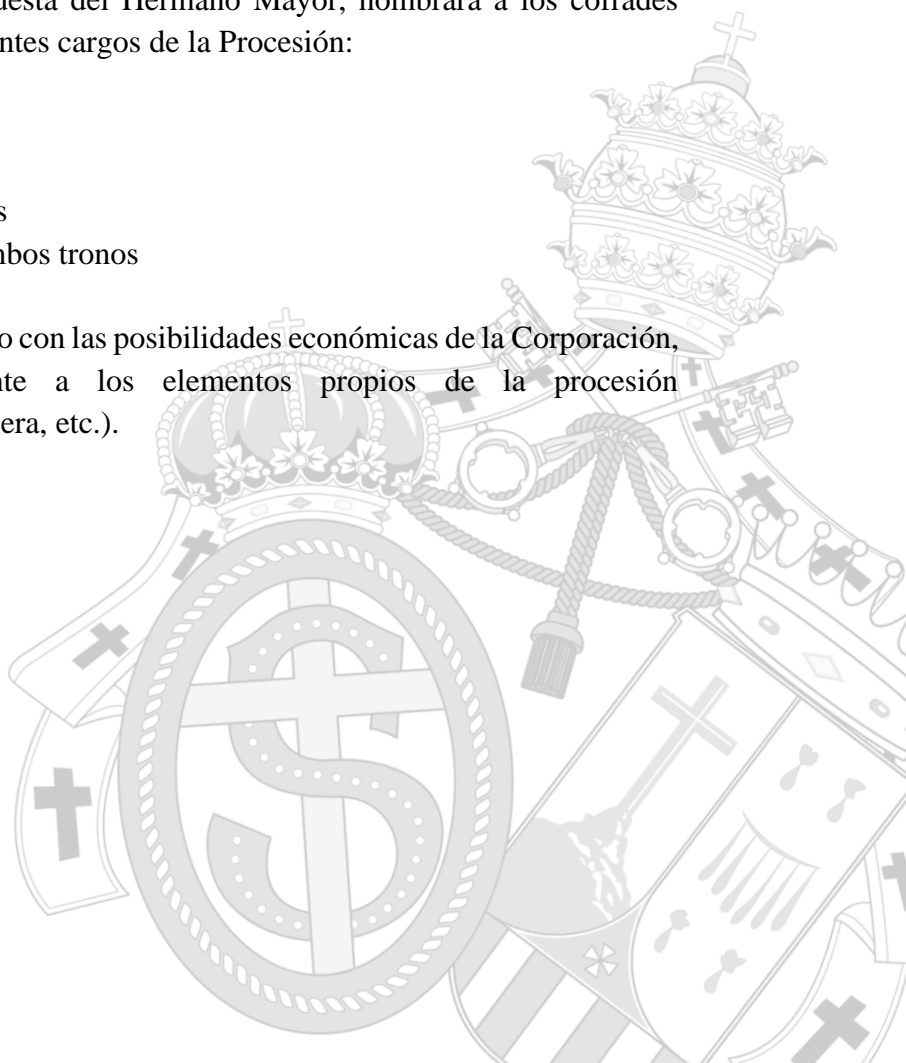 uesta del Hermano Mayor, nombrará a los cofrades
ntes cargos de la Procesión:
s
nbos tronos
o con las posibilidades económicas de la Corporación,
nte a los elementos propios de la procesión
era, etc.).